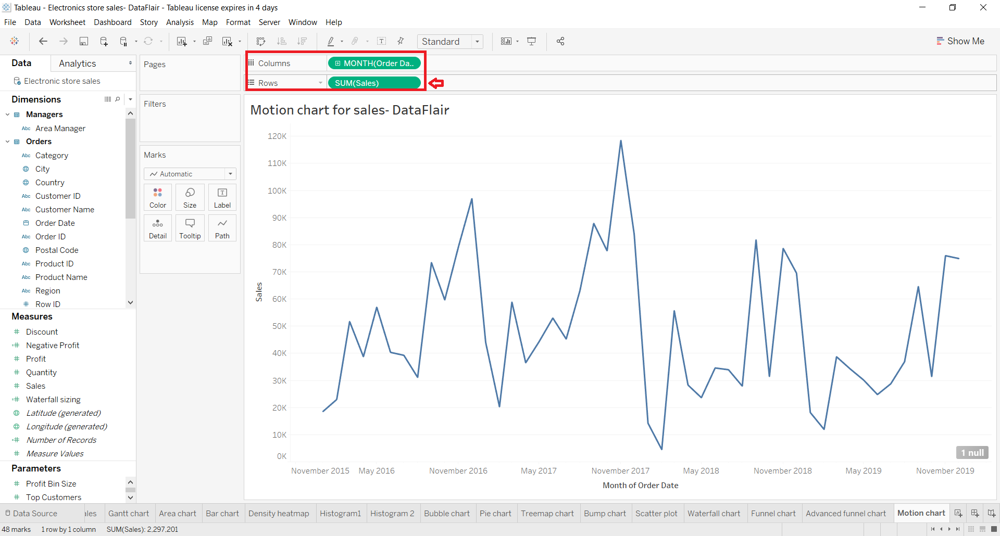 Tableau - Electronics store sales- DataFlair - Tableau license expires in 4 days
File Data Worksheet Dashboard Story Analysis Map Format Server Window Help
Standard
Show Me
Data
Analytics
Electronic store sales
Dimensions
Managers
Abc Area Manager
Orders
Abc Category
City
Country
Abc Customer ID
Abc Customer Name
Order Date
Abc Order ID
Postal Code
Abc Product ID
Abc Product Name
Abc Region
# Row ID
Measures
# Discount
=# Negative Profit
# Profit
# Quantity
# Sales
=# Waterfall sizing
Latitude (generated)
Longitude (generated)
=# Number of Records
# Measure Values
Parameters
# Profit Bin Size
# Top Customers
Pages
Filters
Marks
Automatic
Color Size Label
Detail Tooltip Path
Columns
MONTH(Order Da..
Rows
SUM(Sales)
Motion chart for sales- DataFlair
120K
110K
100K
90K
80K
70K
60K
50K
40K
30K
20K
10K
0K
Sales
1 null
November 2015 May 2016 November 2016 May 2017 November 2017 May 2018 November 2018 May 2019 November 2019
Month of Order Date
Data Source ales Gantt chart Area chart Bar chart Density heatmap Histogram1 Histogram 2 Bubble chart Pie chart Treemap chart Bump chart Scatter plot Waterfall chart Funnel chart Advanced funnel chart Motion chart
48 marks 1 row by 1 column SUM(Sales): 2,297,201